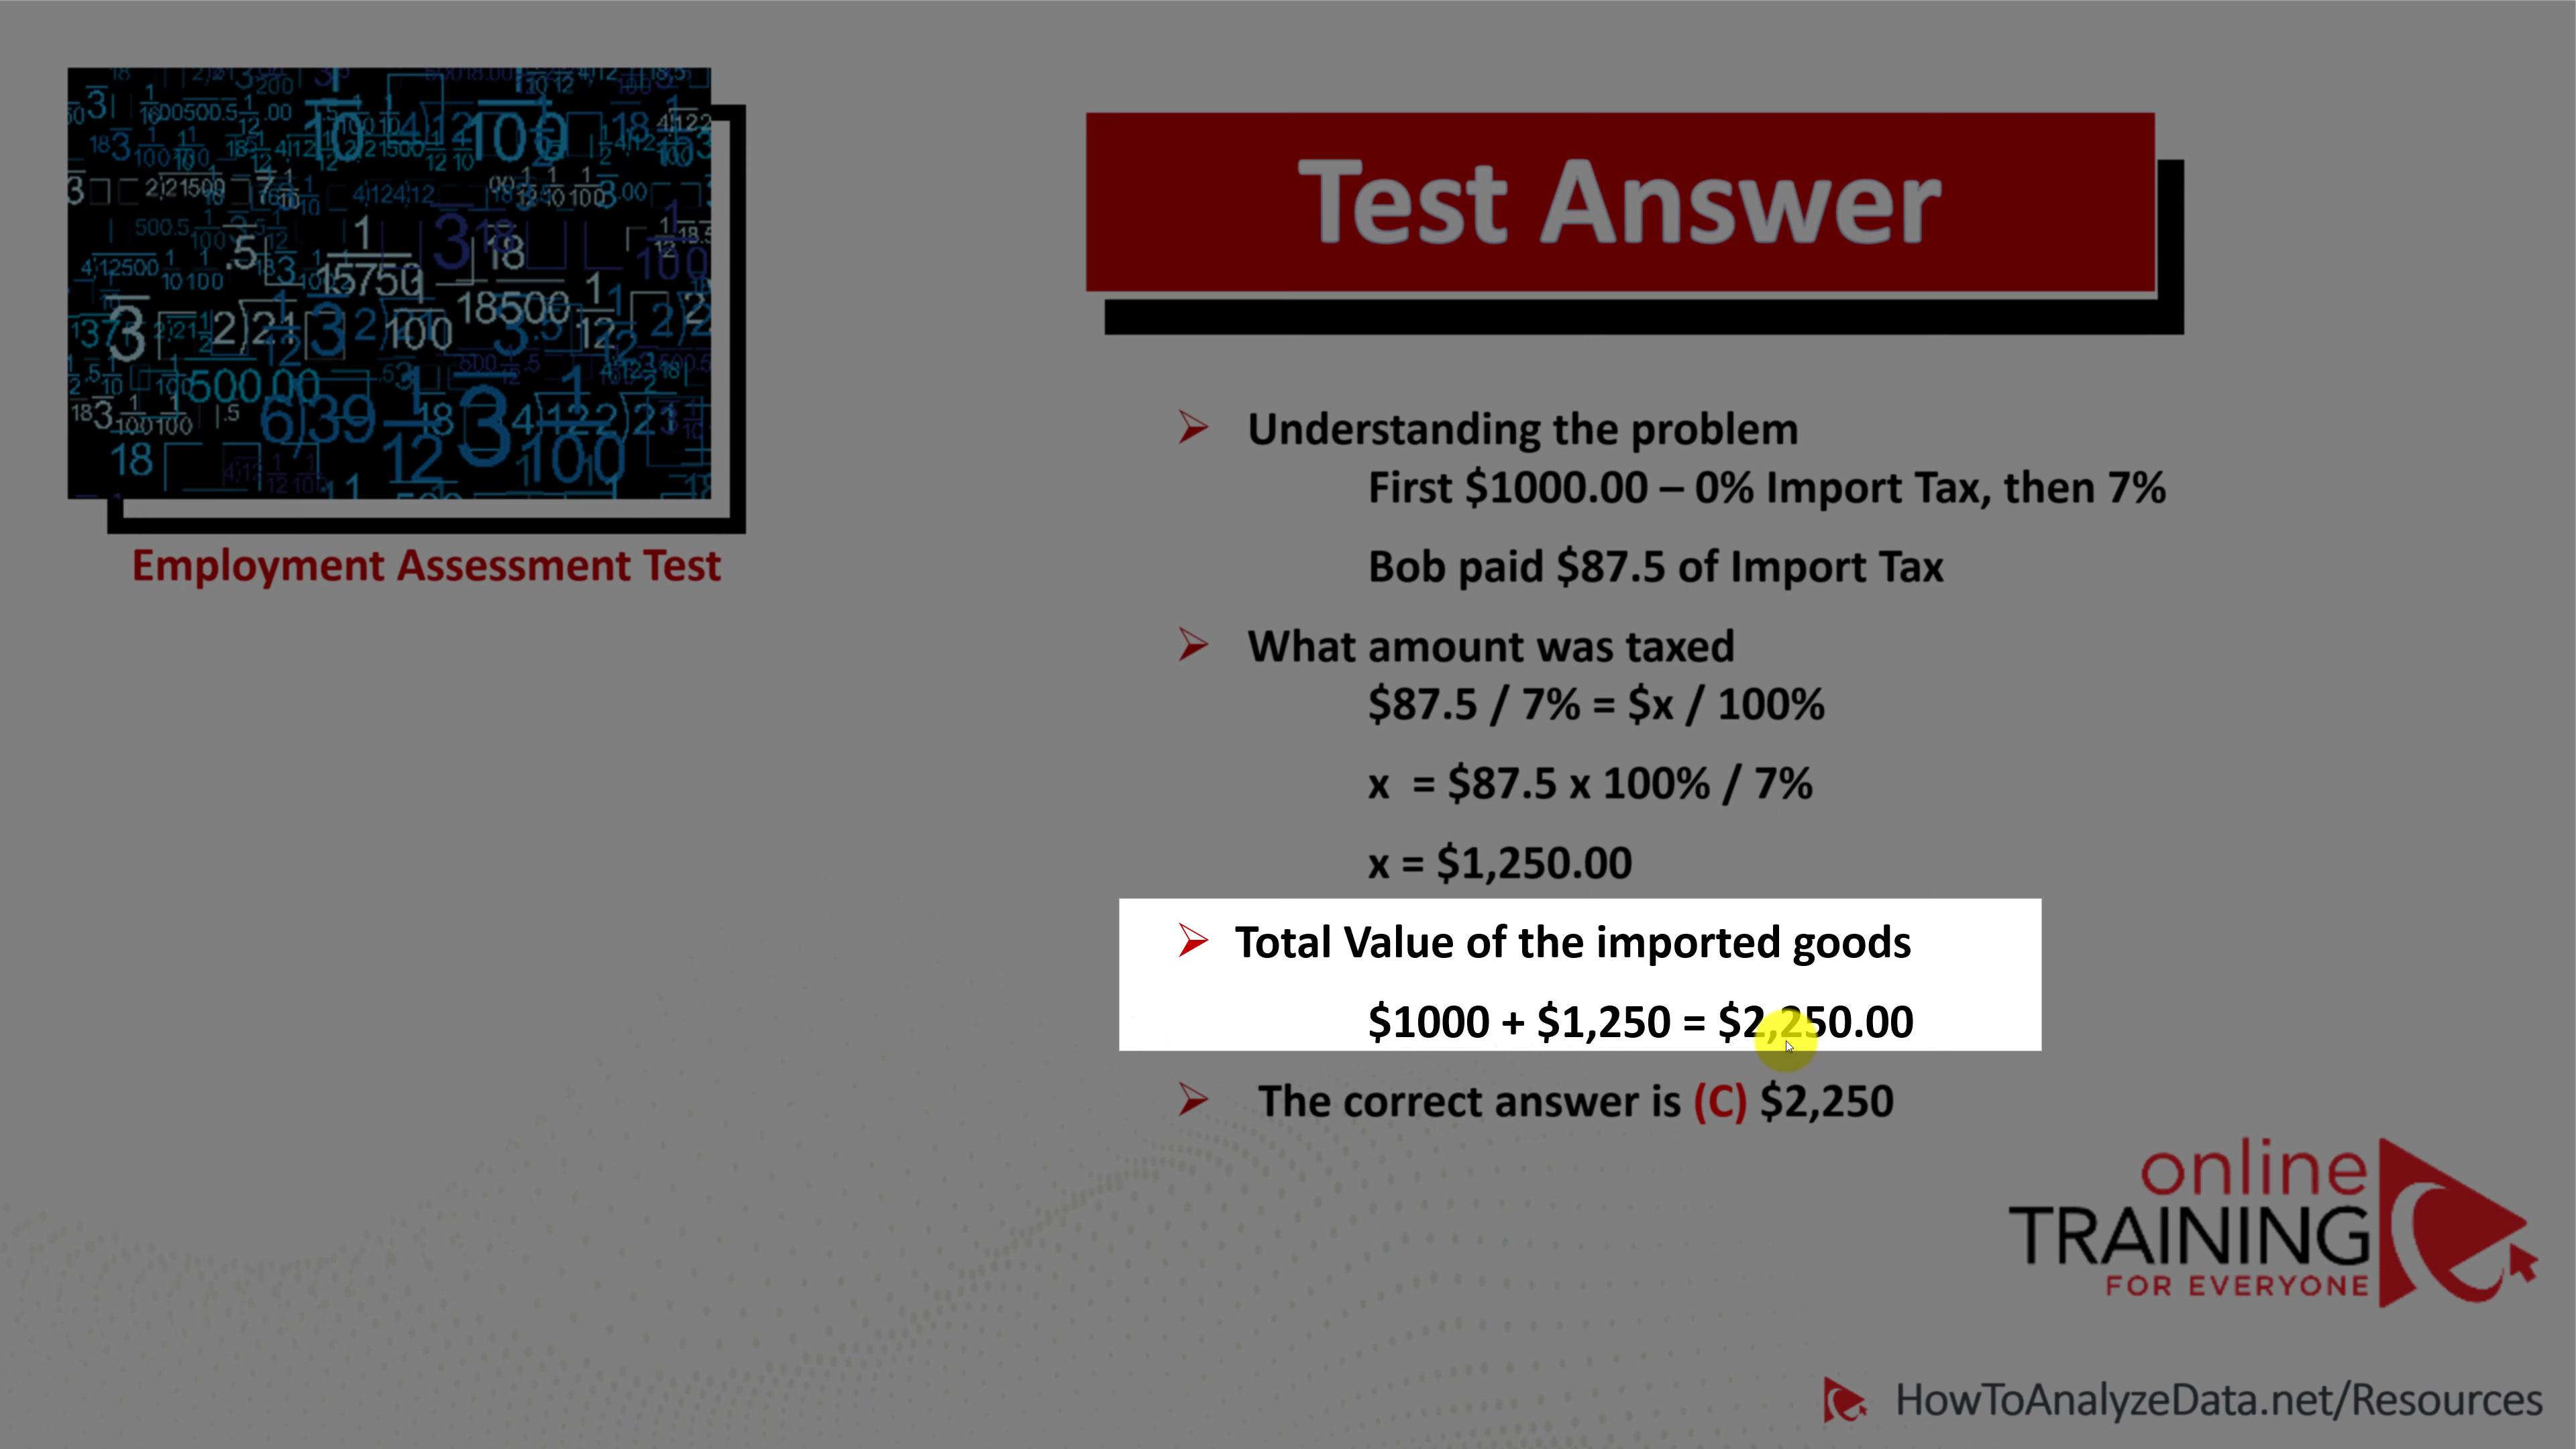 Test Answer
Employment Assessment Test
➢ Understanding the problem
First $1000.00 – 0% Import Tax, then 7%
Bob paid $87.5 of Import Tax
➢ What amount was taxed
$87.5 / 7% = $x / 100%
x = $87.5 x 100% / 7%
x = $1,250.00
➢ Total Value of the imported goods
$1000 + $1,250 = $2,250.00
➢ The correct answer is (C) $2,250
online
TRAINING
FOR EVERYONE
HowToAnalyzeData.net/Resources